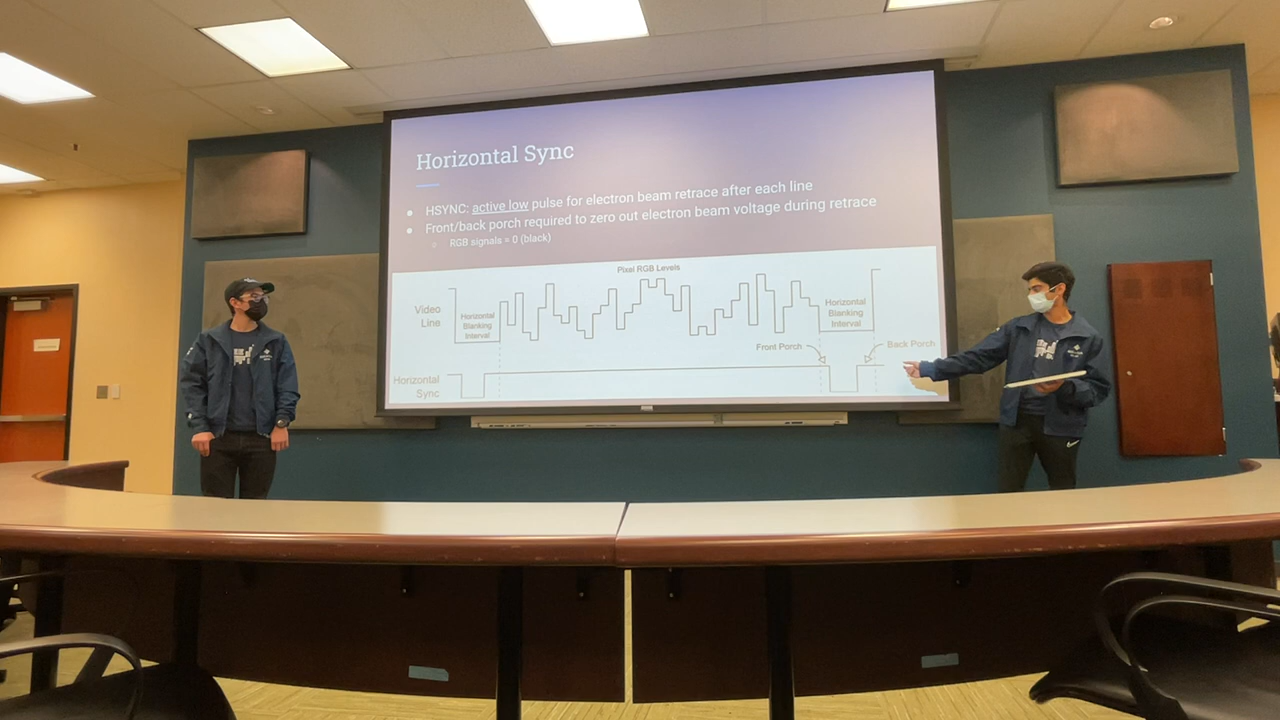 Horizontal Sync
HSYNC: active low pulse for electron beam retrace after each line
Front/back porch required to zero out electron beam voltage during retrace
RGB signals = 0 (black)
Pixel RGB Levels
Video
Line
Horizontal
Blanking
Interval
Horizontal
Blanking
Interval
Front Porch
Back Porch
Horizontal
Sync